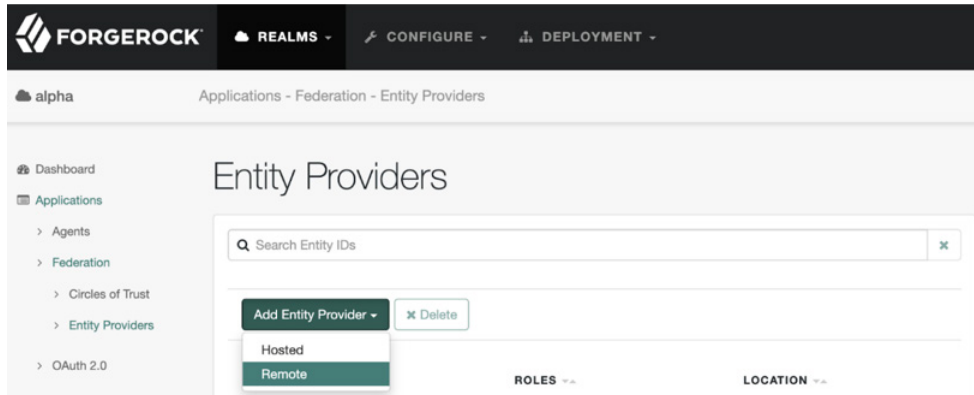 FORGEROCK REALMS CONFIGURE DEPLOYMENT
alpha Applications - Federation - Entity Providers
Dashboard
Applications
Agents
Federation
Circles of Trust
Entity Providers
OAuth 2.0
Entity Providers
Search Entity IDs
Add Entity Provider Delete
Hosted
Remote
ROLES LOCATION